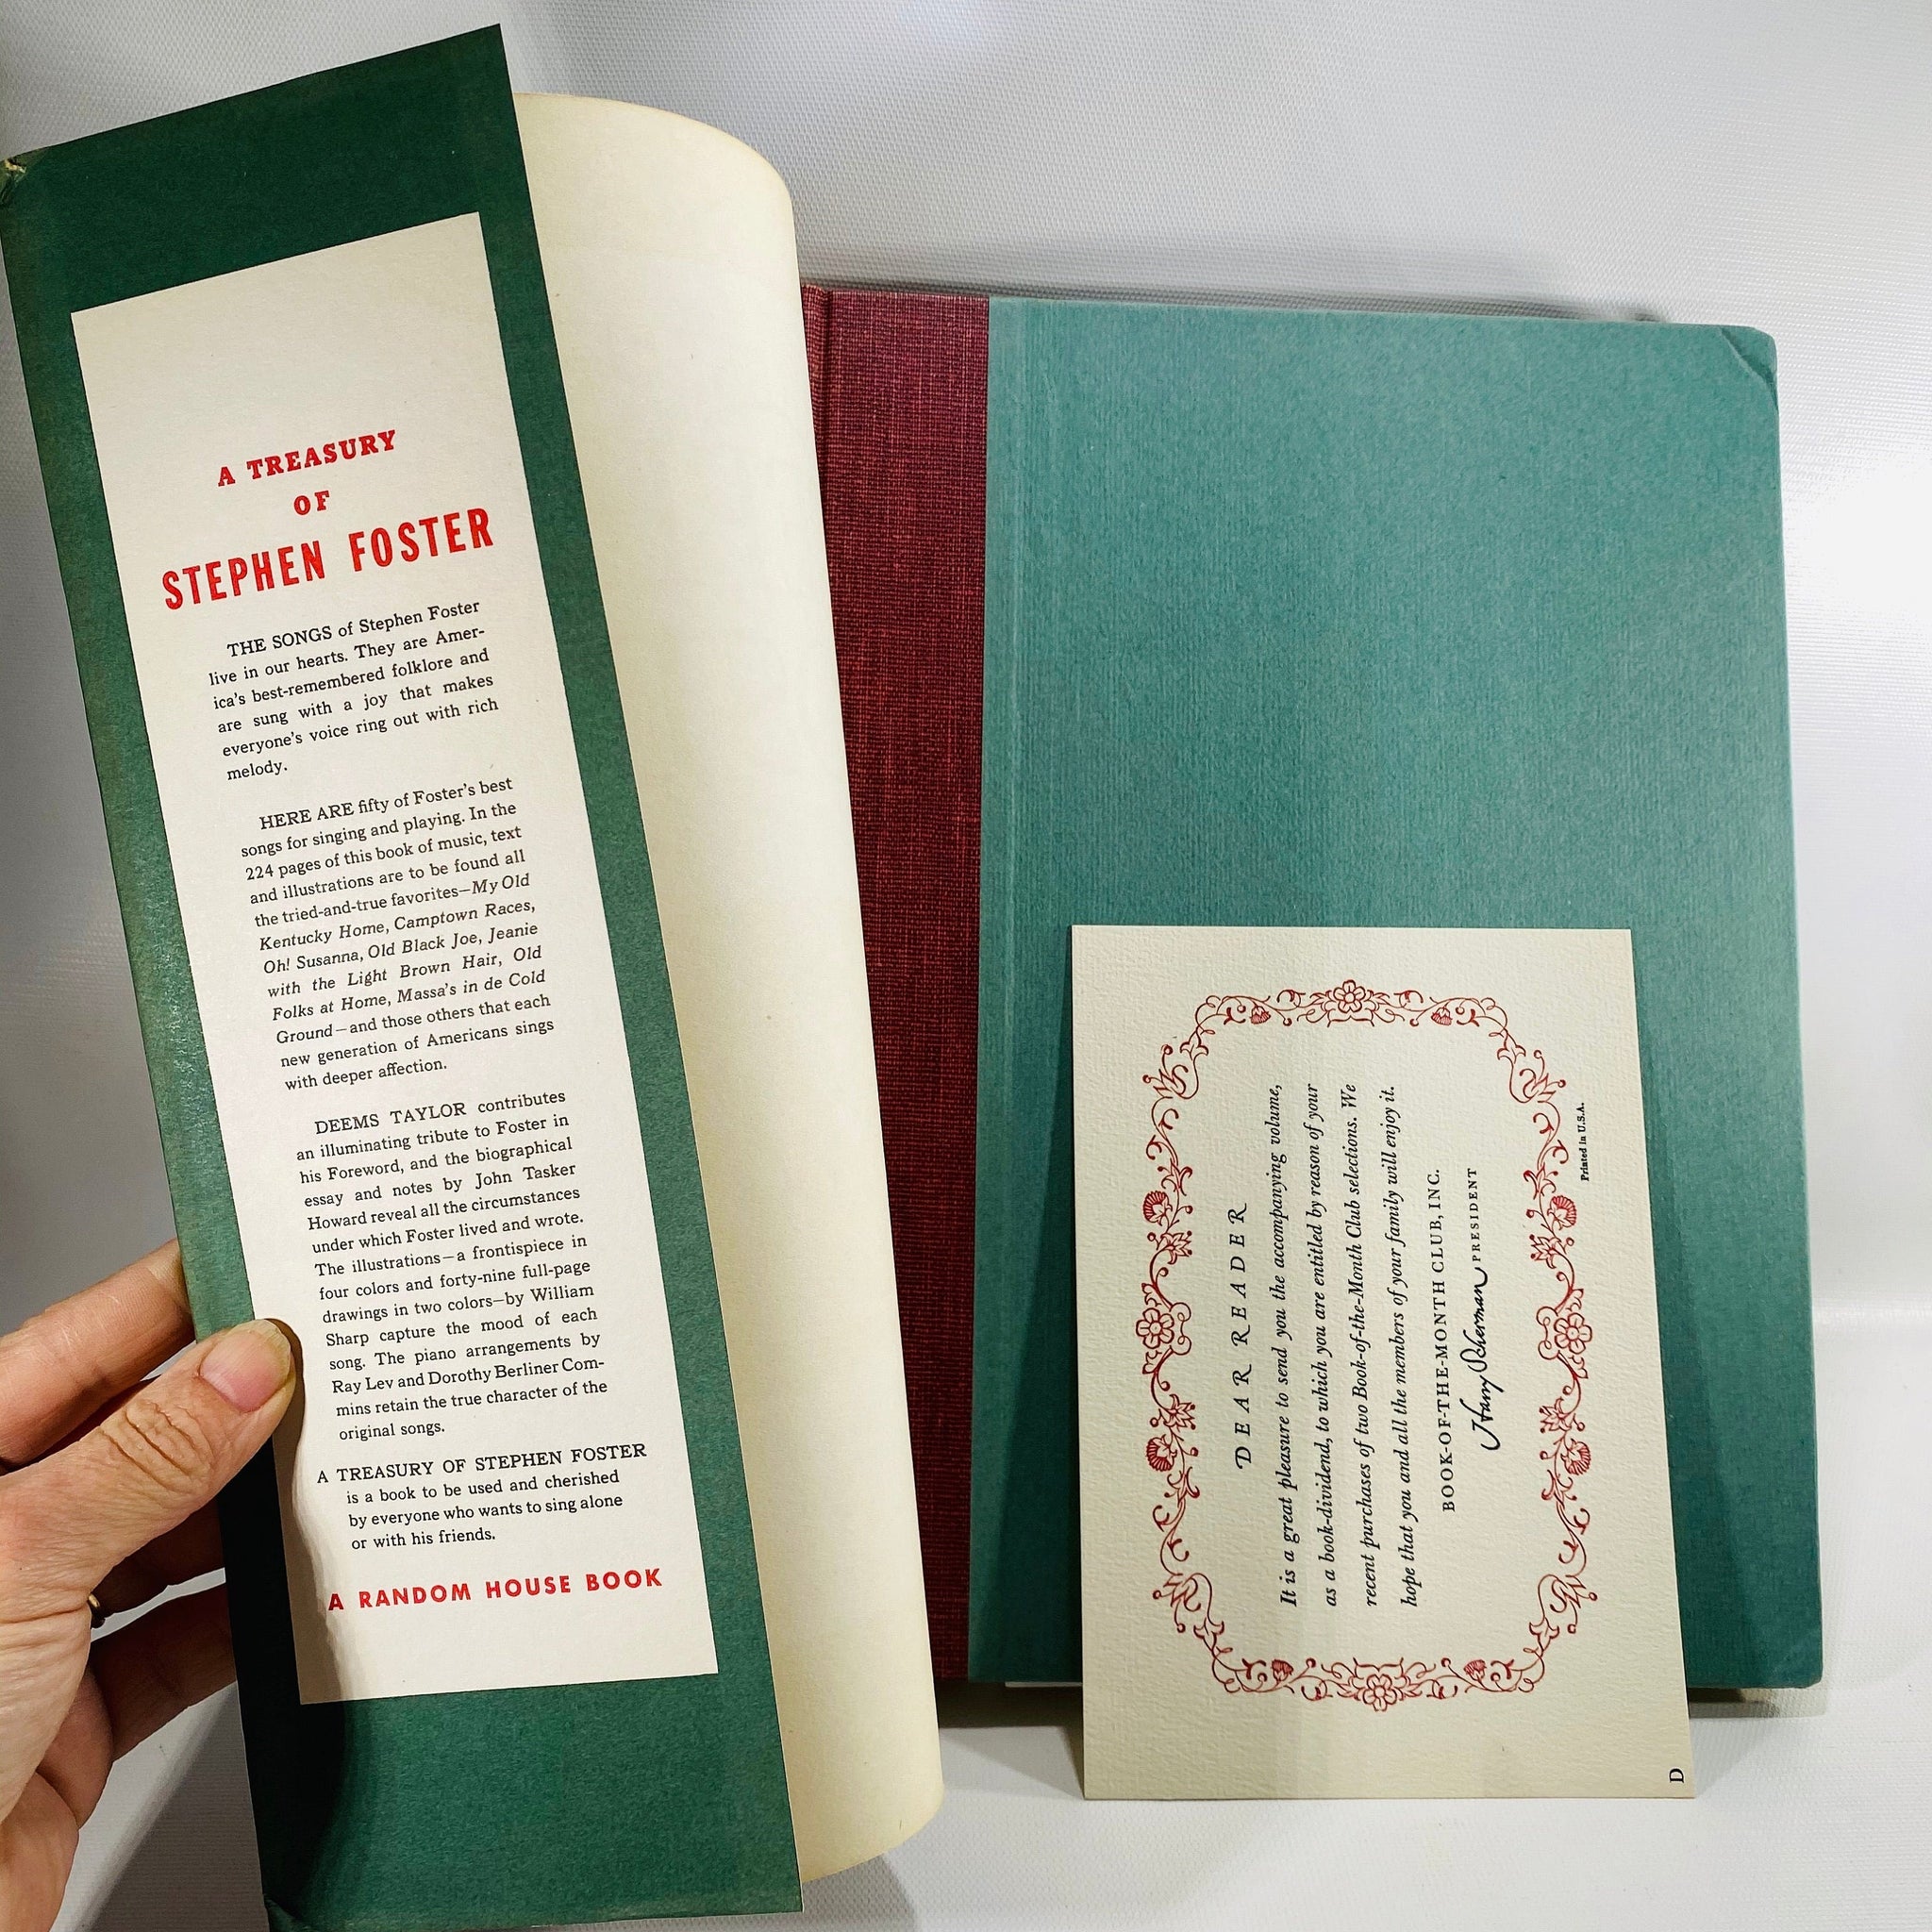 A TREASURY
OF
STEPHEN FOSTER
THE SONGS of Stephen Foster
live in our hearts. They are Amer-
ica's best-remembered folklore and
are sung with a joy that makes
everyone's voice ring out with rich
melody.
HERE ARE fifty of Foster's best
songs for singing and playing. In the
224 pages of this book of music, text
and illustrations are to be found all
the tried-and-true favorites—My Old
Kentucky Home, Camptown Races,
Oh! Susanna, Old Black Joe, Jeanie
with the Light Brown Hair, Old
Folks at Home, Massa's in de Cold
Ground—and those others that each
new generation of Americans sings
with deeper affection.
DEEMS TAYLOR contributes
an illuminating tribute to Foster in
his Foreword, and the biographical
essay and notes by John Tasker
Howard reveal all the circumstances
under which Foster lived and wrote.
The illustrations—a frontispiece in
four colors and forty-nine full-page
drawings in two colors—by William
Sharp capture the mood of each
song. The piano arrangements by
Ray Lev and Dorothy Berliner Com-
mins retain the true character of the
original songs.
A TREASURY OF STEPHEN FOSTER
is a book to be used and cherished
by everyone who wants to sing alone
or with his friends.
A RANDOM HOUSE BOOK
DEAR READER
It is a great pleasure to send you the accompanying volume,
as a book-dividend, to which you are entitled by reason of your
recent purchases of two Book-of-the-Month Club selections. We
hope that you and all the members of your family will enjoy it.
BOOK-OF-THE-MONTH CLUB, INC.
Harry Scherman PRESIDENT
Printed in U.S.A.
D